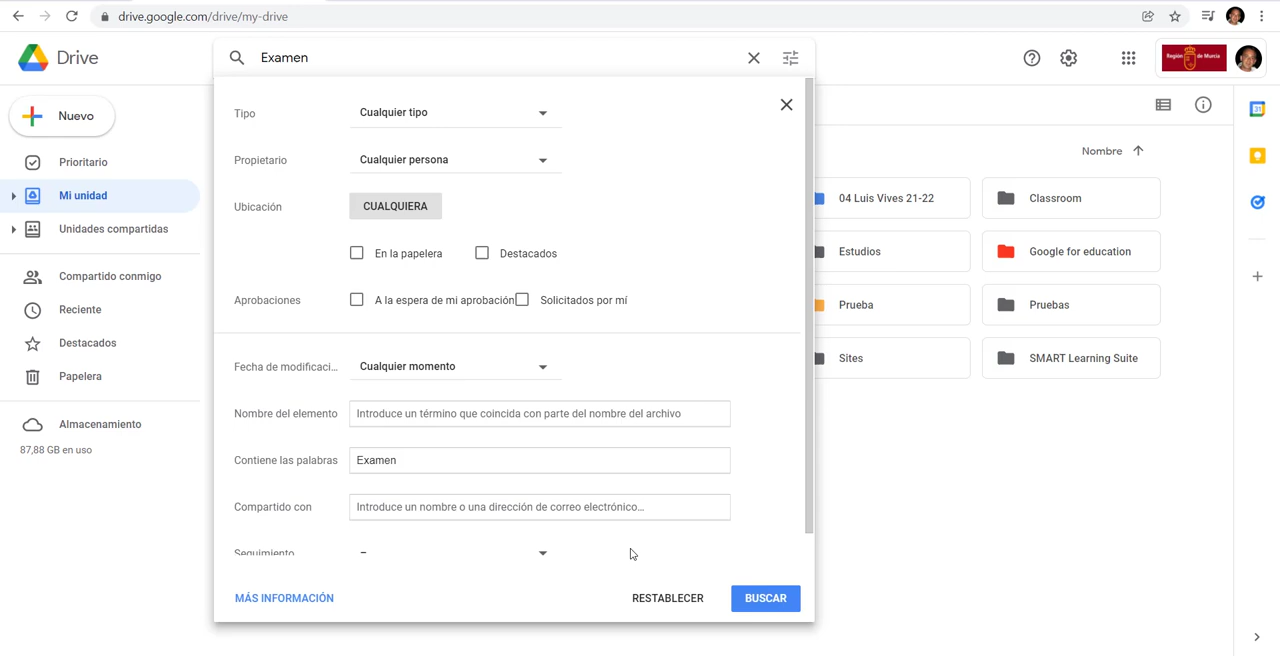 drive.google.com/drive/my-drive
Drive
Examen
Región de Murcia
Nuevo
Prioritario
Mi unidad
Unidades compartidas
Compartido conmigo
Reciente
Destacados
Papelera
Almacenamiento
87,88 GB en uso
Tipo
Cualquier tipo
Propietario
Cualquier persona
Ubicación
CUALQUIERA
En la papelera
Destacados
Aprobaciones
A la espera de mi aprobación
Solicitados por mí
Fecha de modificaci...
Cualquier momento
Nombre del elemento
Introduce un término que coincida con parte del nombre del archivo
Contiene las palabras
Examen
Compartido con
Introduce un nombre o una dirección de correo electrónico...
Seguimiento
–
MÁS INFORMACIÓN
RESTABLECER
BUSCAR
Nombre
04 Luis Vives 21-22
Classroom
Estudios
Google for education
Prueba
Pruebas
Sites
SMART Learning Suite
31